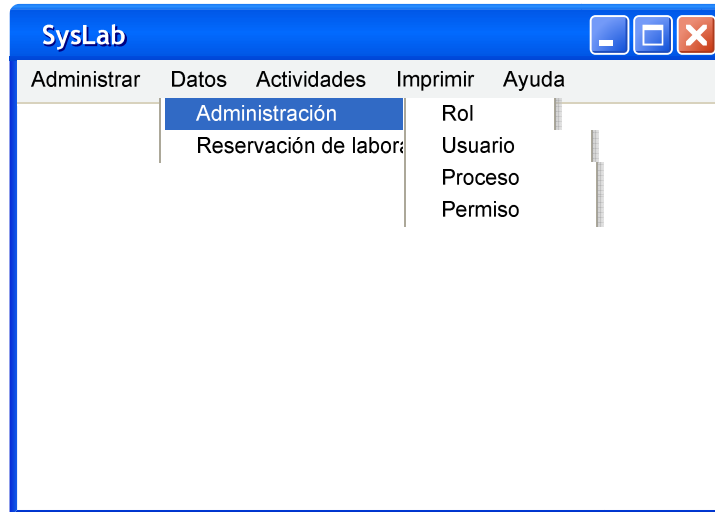 SysLab
Administrar Datos Actividades Imprimir Ayuda
Administración Rol
Reservación de labora Usuario
Proceso
Permiso